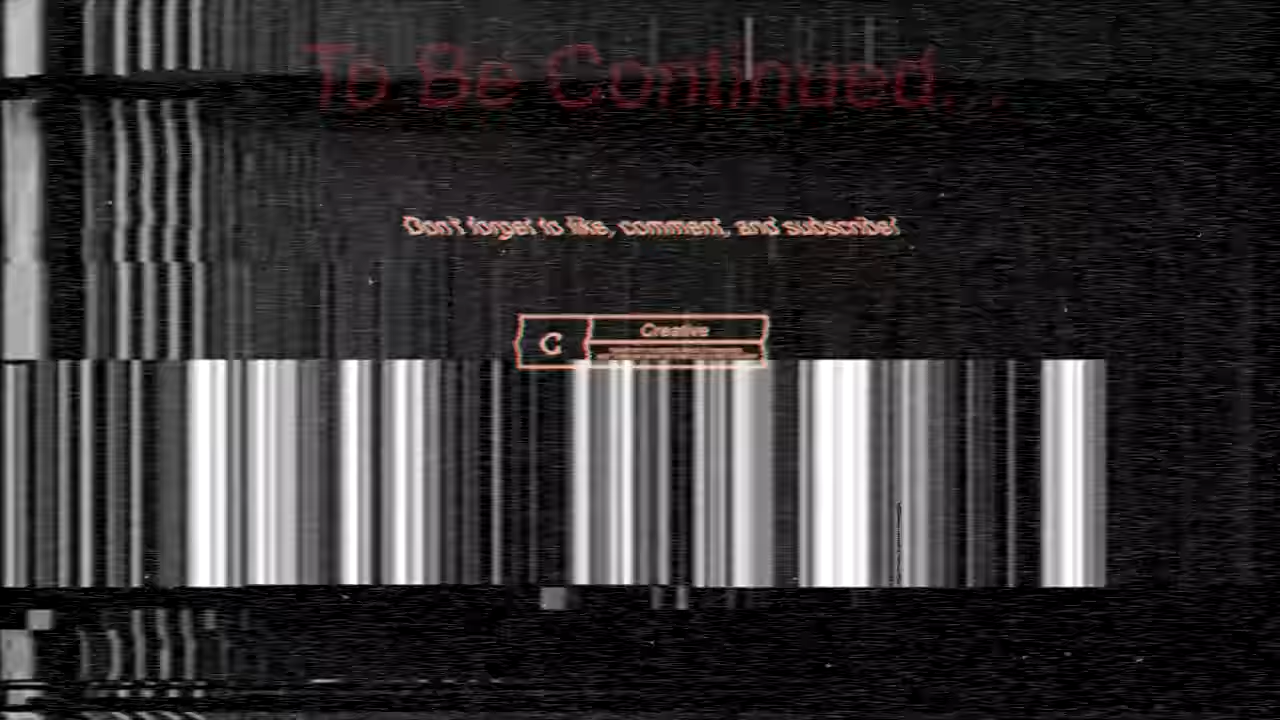 To Be Continued...
Don't forget to like, comment, and subscribe!
G
Creative